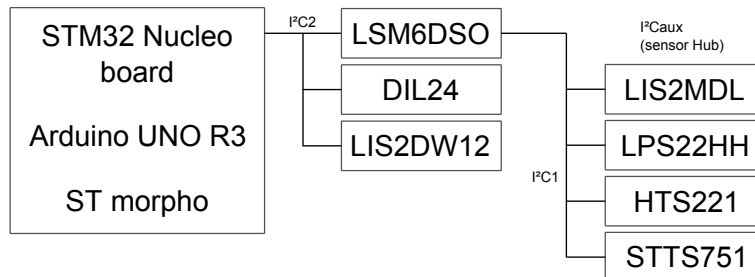 STM32 Nucleo
board
Arduino UNO R3
ST morpho
I²C2
LSM6DSO
DIL24
LIS2DW12
I²Caux
(sensor Hub)
LIS2MDL
LPS22HH
I²C1
HTS221
STTS751